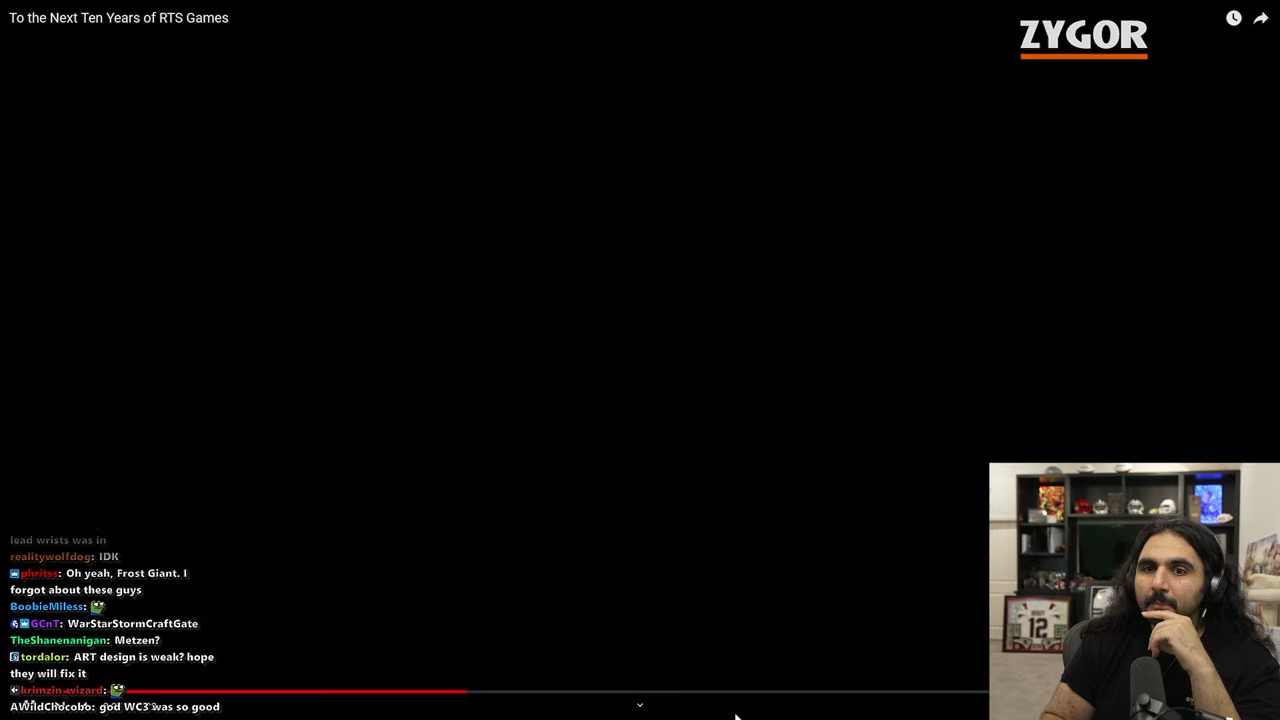 To the Next Ten Years of RTS Games
ZYGOR
lead wrists was in
realitywolfdog: IDK
phritss: Oh yeah, Frost Giant. I
forgot about these guys
BoobieMiless:
GCnT: WarStarStormCraftGate
TheShanenanigan: Metzen?
tordalor: ART design is weak? hope
they will fix it
krimzin_wizard:
AWildChocobo: god WC3 was so good
12